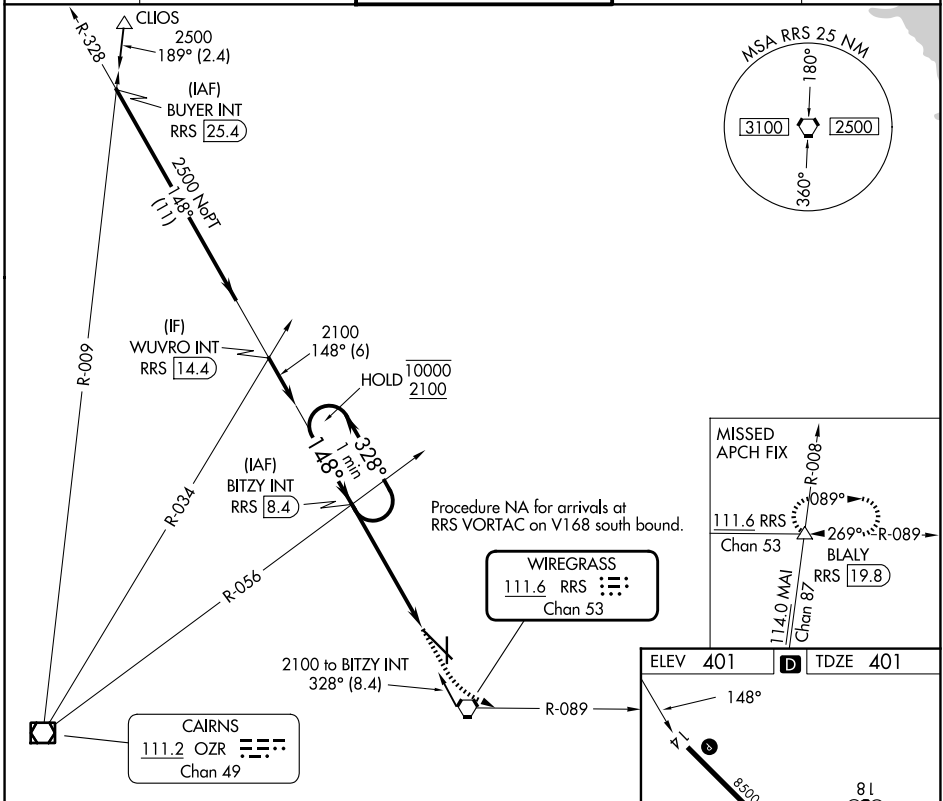 R-328
CLIOS
2500
189° (2.4)
(IAF)
BUYER INT
RRS 25.4
2500 NoPT
148°
(11)
R-009
(IF)
WUVRO INT
RRS 14.4
2100
148° (6)
HOLD 10000
2100
148°
1 min
328°
(IAF)
BITZY INT
RRS 8.4
R-034
R-056
Procedure NA for arrivals at
RRS VORTAC on V168 south bound.
WIREGRASS
111.6 RRS
Chan 53
2100 to BITZY INT
328° (8.4)
R-089
CAIRNS
111.2 OZR
Chan 49
MSA RRS 25 NM
180°
3100
2500
360°
MISSED
APCH FIX
R-008
089°
111.6 RRS
Chan 53
269°
R-089
BLALY
RRS 19.8
114.0 MAI
Chan 87
ELEV 401
D
TDZE 401
148°
14
P
8500
18